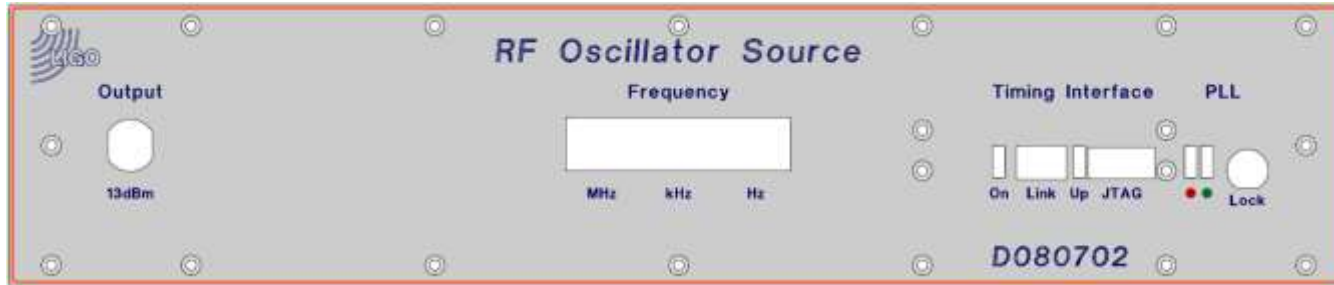 LIGO
RF Oscillator Source
Output
Frequency
Timing Interface
PLL
13dBm
MHz kHz Hz
On Link Up JTAG
Lock
D080702